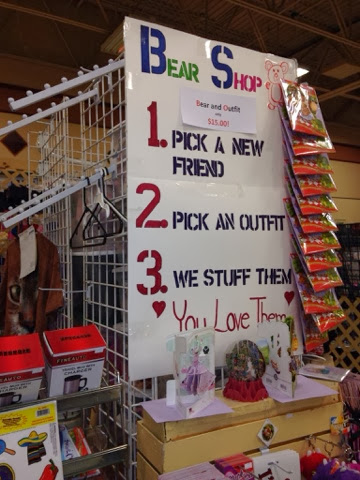 Bear Shop
Bear and Outfit
only
$15.00!
1. PICK A NEW
FRIEND
2. PICK AN OUTFIT
3. WE STUFF THEM
You Love Them